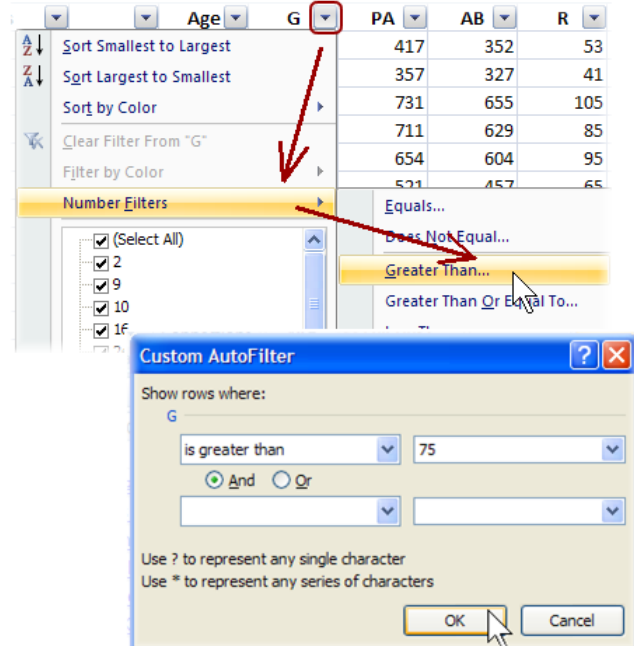 Age G PA AB R
Sort Smallest to Largest
417 352 53
Sort Largest to Smallest
357 327 41
Sort by Color
731 655 105
Clear Filter From "G"
711 629 85
Filter by Color
654 604 95
521 457 65
Number Filters
Equals...
(Select All)
Does Not Equal...
2
9
Greater Than...
10
Greater Than Or Equal To...
16
Custom AutoFilter
Show rows where:
G
is greater than 75
And Or
Use ? to represent any single character
Use * to represent any series of characters
OK Cancel